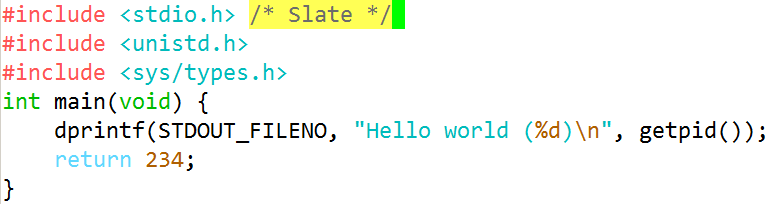 #include <stdio.h> /* Slate */
#include <unistd.h>
#include <sys/types.h>
int main(void) {
    dprintf(STDOUT_FILENO, "Hello world (%d)\n", getpid());
    return 234;
}